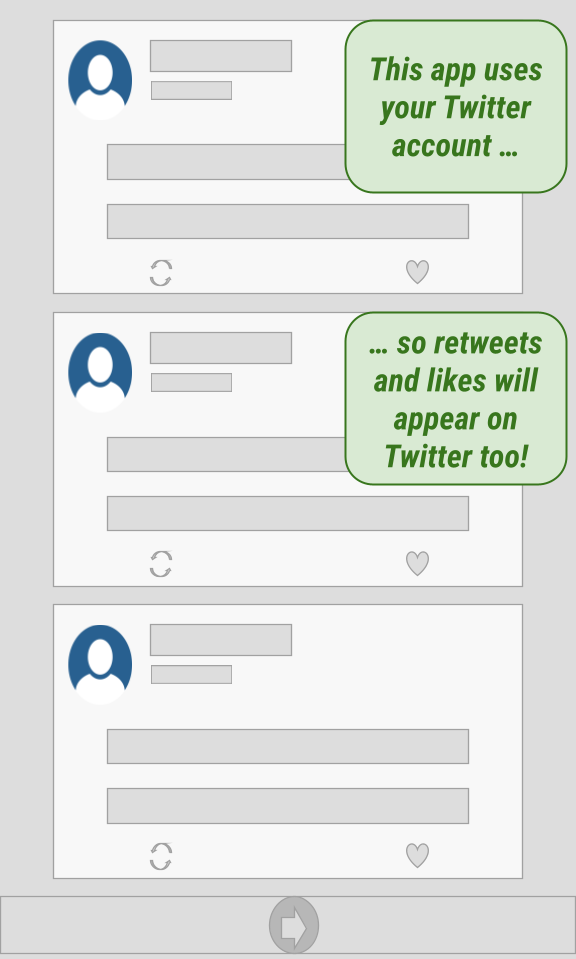 This app uses
your Twitter
account …
… so retweets
and likes will
appear on
Twitter too!